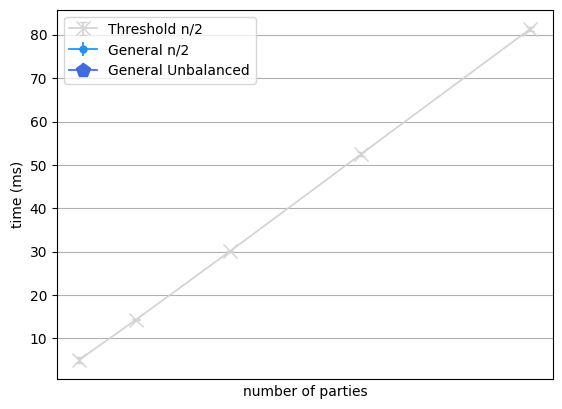 Threshold n/2
General n/2
General Unbalanced
80
70
60
50
40
30
20
10
time (ms)
number of parties